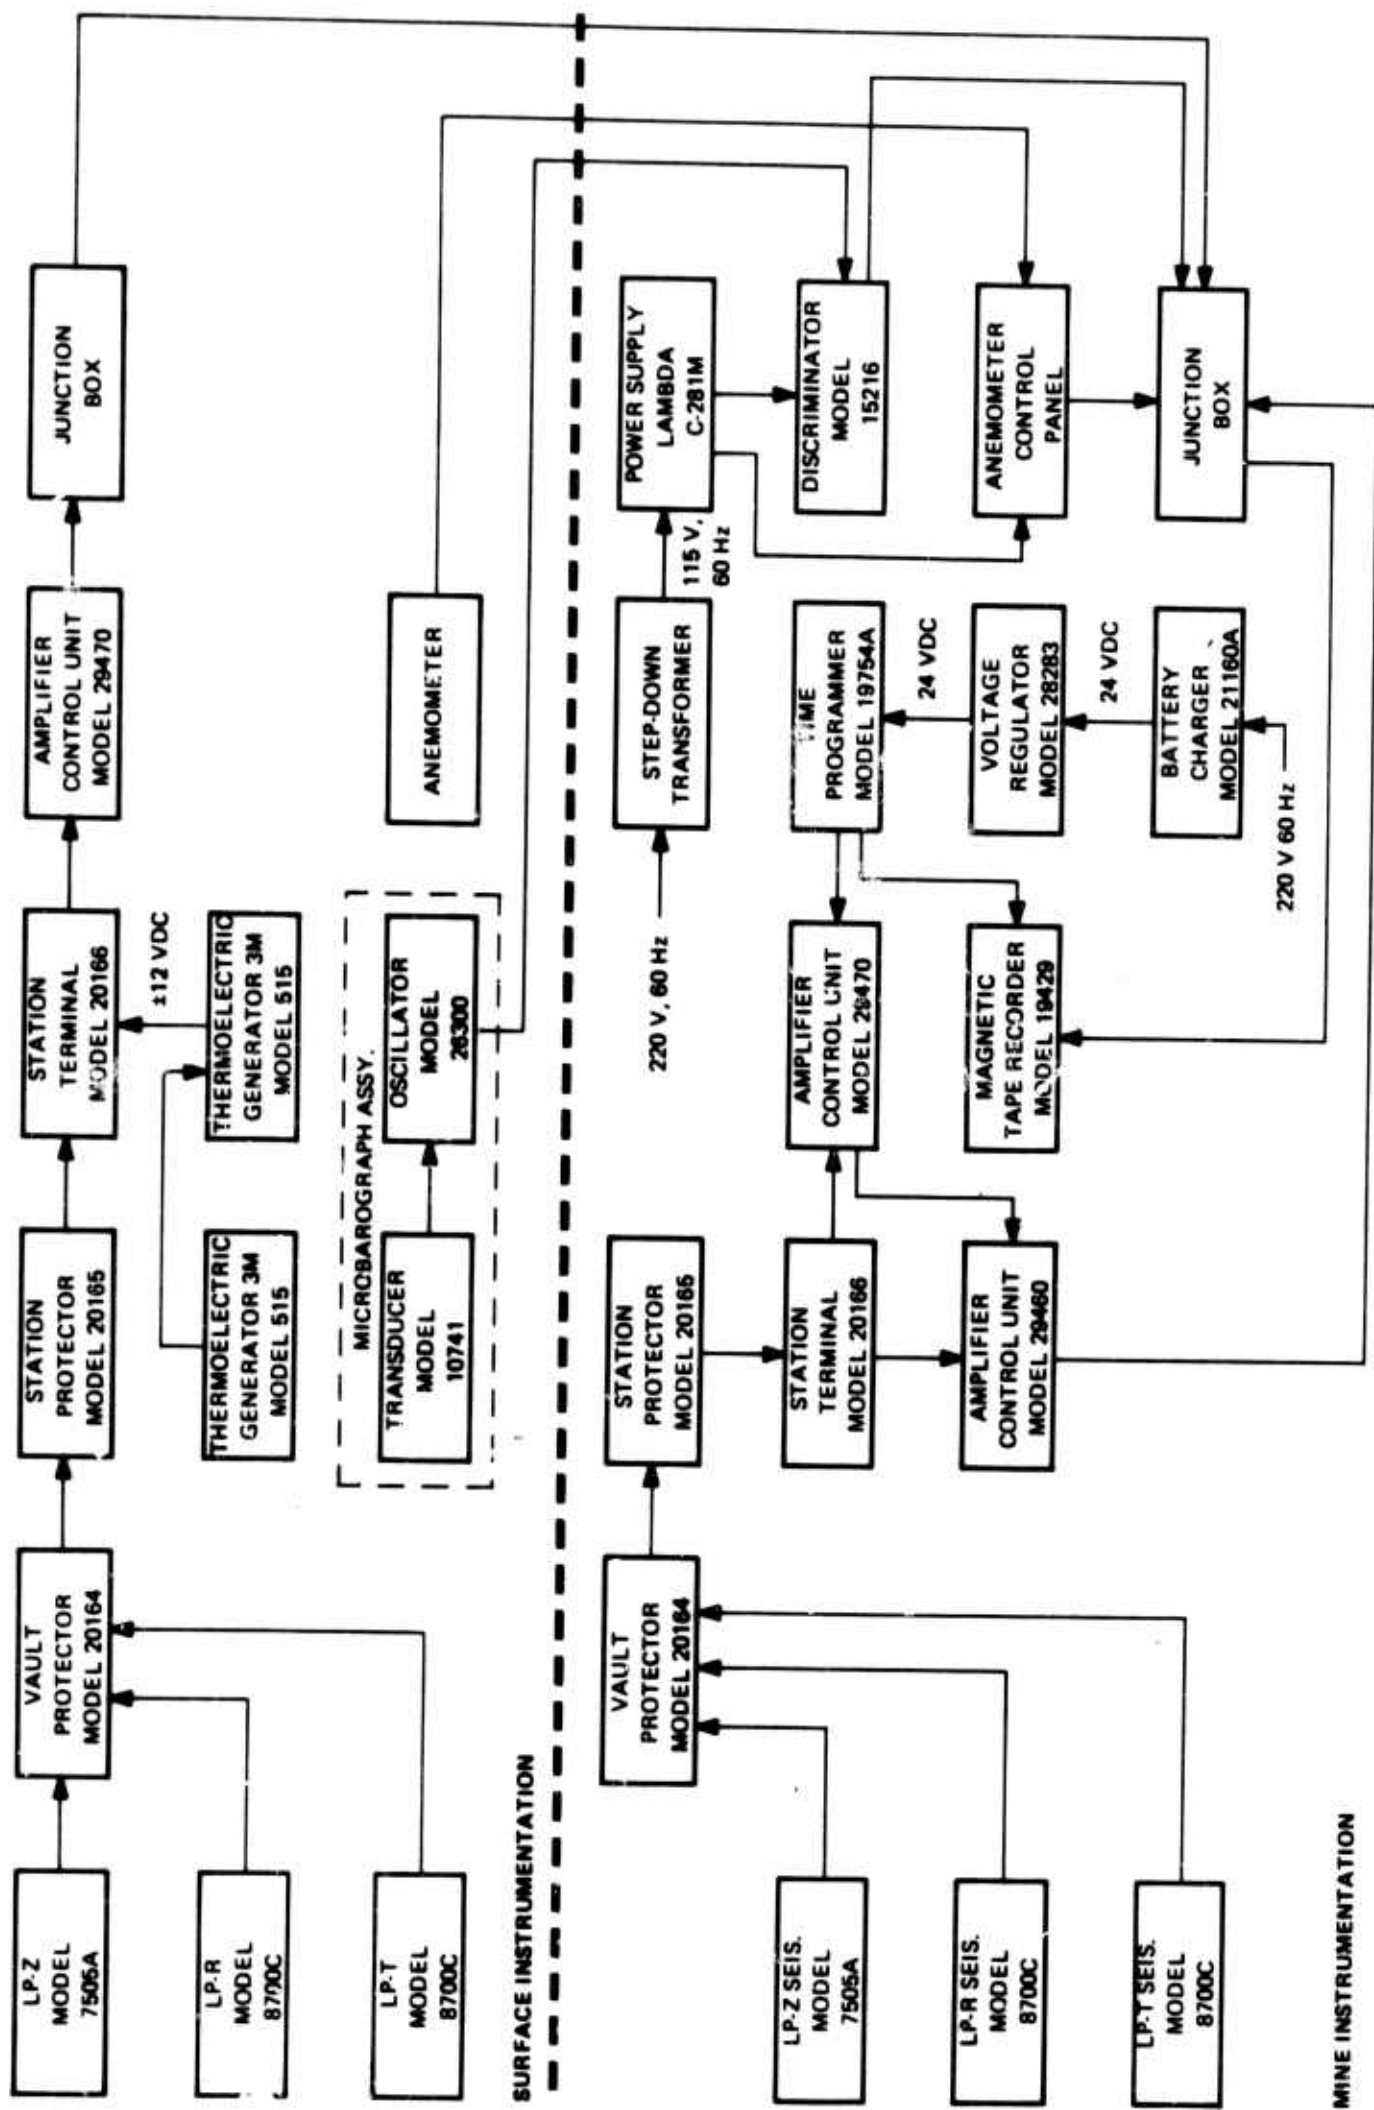 LP-Z
MODEL
7505A
LP-R
MODEL
8700C
LP-T
MODEL
8700C
VAULT
PROTECTOR
MODEL 20164
STATION
PROTECTOR
MODEL 20165
STATION
TERMINAL
MODEL 20166
AMPLIFIER
CONTROL UNIT
MODEL 29470
JUNCTION
BOX
THERMOELECTRIC
GENERATOR 3M
MODEL 515
THERMOELECTRIC
GENERATOR 3M
MODEL 515
±12 VDC
MICROBAROGRAPH ASSY.
TRANSDUCER
MODEL
10741
OSCILLATOR
MODEL
26300
ANEMOMETER
SURFACE INSTRUMENTATION
VAULT
PROTECTOR
MODEL 20164
STATION
PROTECTOR
MODEL 20165
220 V, 60 Hz
STEP-DOWN
TRANSFORMER
115 V,
60 Hz
POWER SUPPLY
LAMBDA
C-281M
LP-Z SEIS.
MODEL
7505A
STATION
TERMINAL
MODEL 20166
AMPLIFIER
CONTROL UNIT
MODEL 29470
TIME
PROGRAMMER
MODEL 19754A
DISCRIMINATOR
MODEL
15216
24 VDC
LP-R SEIS.
MODEL
8700C
AMPLIFIER
CONTROL UNIT
MODEL 29460
MAGNETIC
TAPE RECORDER
MODEL 19429
VOLTAGE
REGULATOR
MODEL 28283
ANEMOMETER
CONTROL
PANEL
24 VDC
LP-T SEIS.
MODEL
8700C
BATTERY
CHARGER
MODEL 21160A
JUNCTION
BOX
220 V 60 Hz
MINE INSTRUMENTATION